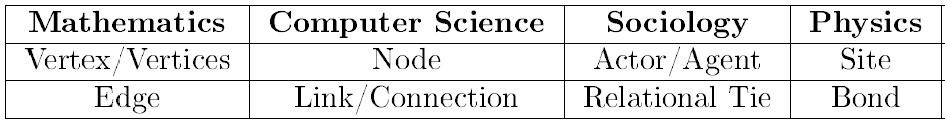 Mathematics Computer Science Sociology Physics
Vertex/Vertices Node Actor/Agent Site
Edge Link/Connection Relational Tie Bond